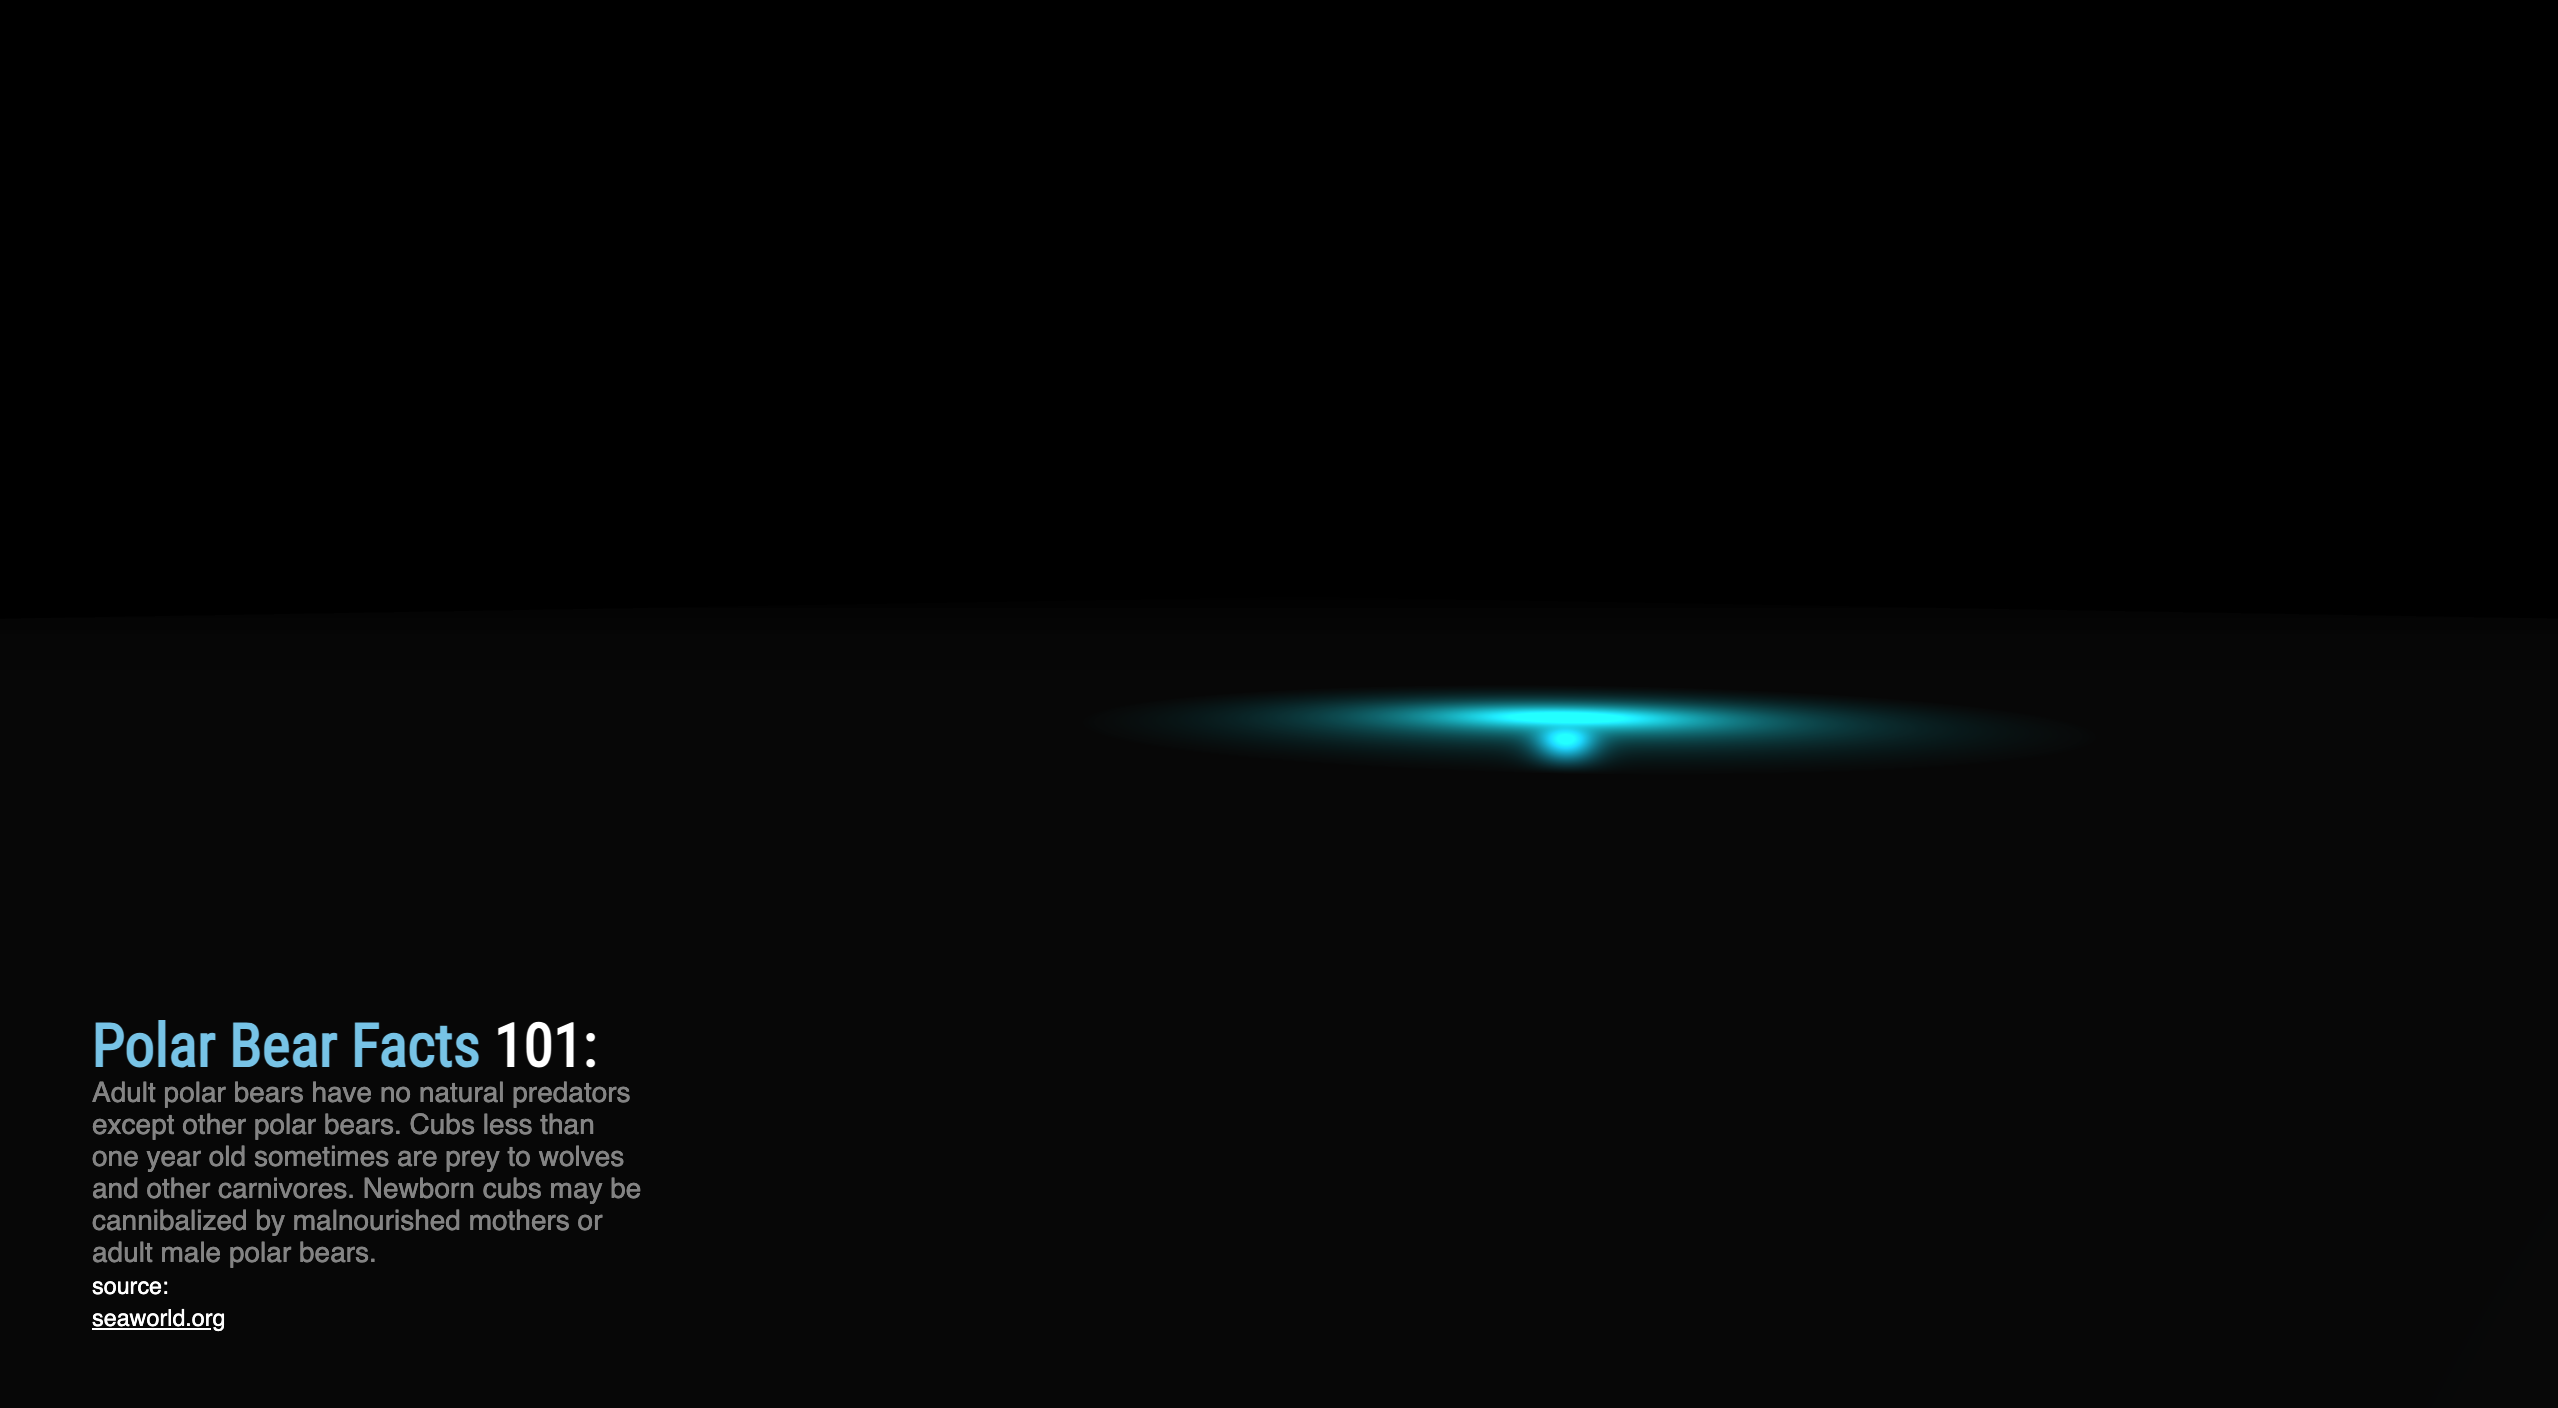 Polar Bear Facts 101:
Adult polar bears have no natural predators
except other polar bears. Cubs less than
one year old sometimes are prey to wolves
and other carnivores. Newborn cubs may be
cannibalized by malnourished mothers or
adult male polar bears.
source:
seaworld.org